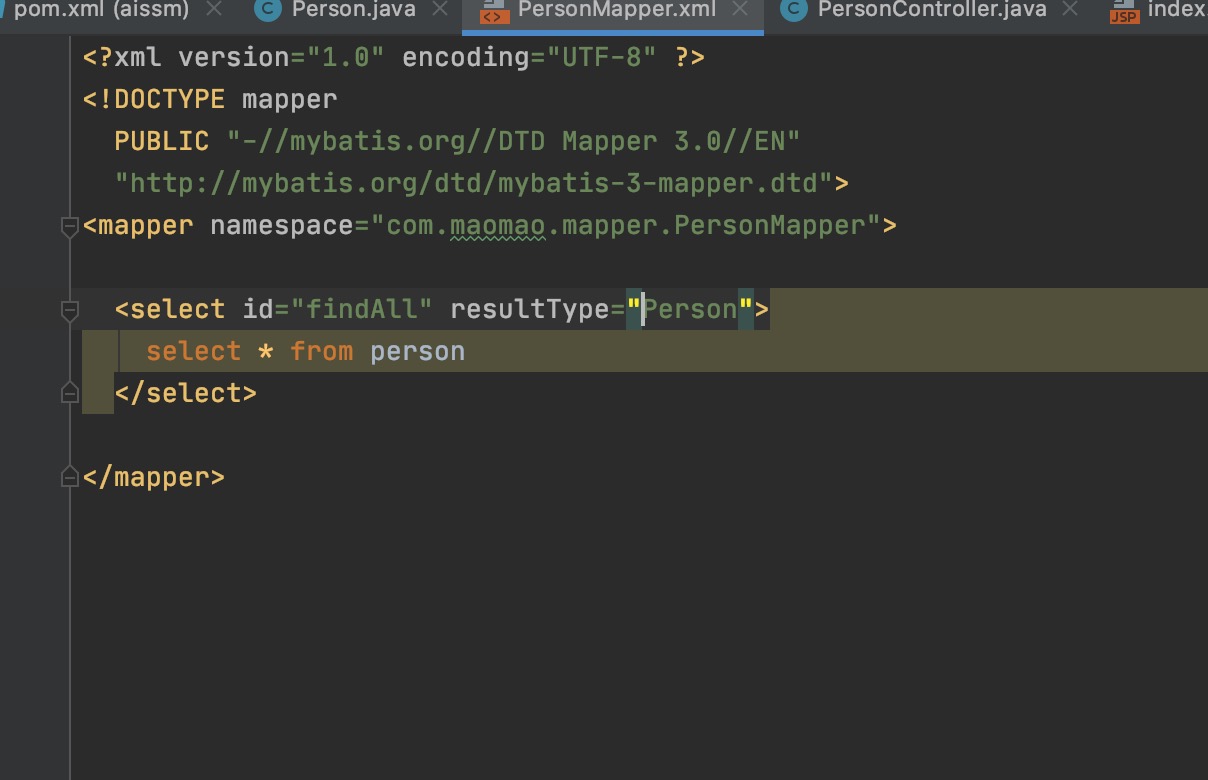 pom.xml (aissm) Person.java PersonMapper.xml PersonController.java index.
<?xml version="1.0" encoding="UTF-8" ?>
<!DOCTYPE mapper
PUBLIC "-//mybatis.org//DTD Mapper 3.0//EN"
"http://mybatis.org/dtd/mybatis-3-mapper.dtd">
<mapper namespace="com.maomao.mapper.PersonMapper">
<select id="findAll" resultType="Person">
select * from person
</select>
</mapper>